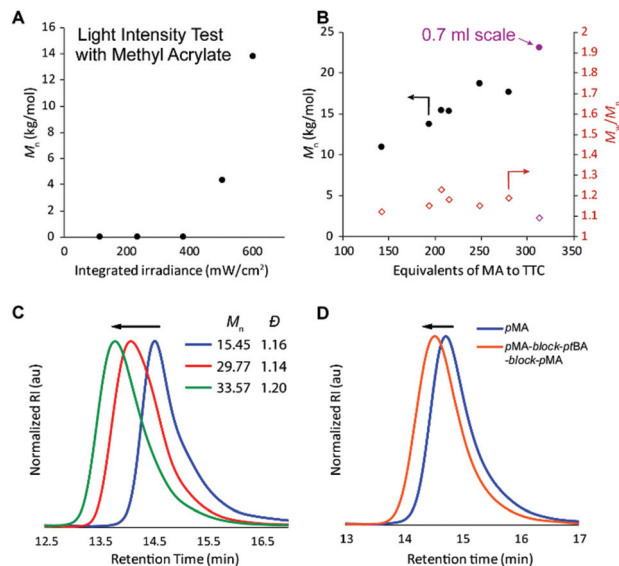 A
Light Intensity Test
with Methyl Acrylate
16
14
12
10
8
6
4
2
0
0 200 400 600 800
Mn (kg/mol)
Integrated irradiance (mW/cm²)
B
0.7 ml scale
25
20
15
10
5
0
2
1.9
1.8
1.7
1.6
1.5
1.4
1.3
1.2
1.1
1
100 150 200 250 300 350
Mn (kg/mol)
Mw/Mn
Equivalents of MA to TTC
C
Mn Đ
15.45 1.16
29.77 1.14
33.57 1.20
Normalized RI (au)
12.5 13.5 14.5 15.5 16.5
Retention Time (min)
D
pMA
pMA-block-ptBA
-block-pMA
Normalized RI (au)
13 14 15 16 17
Retention time (min)